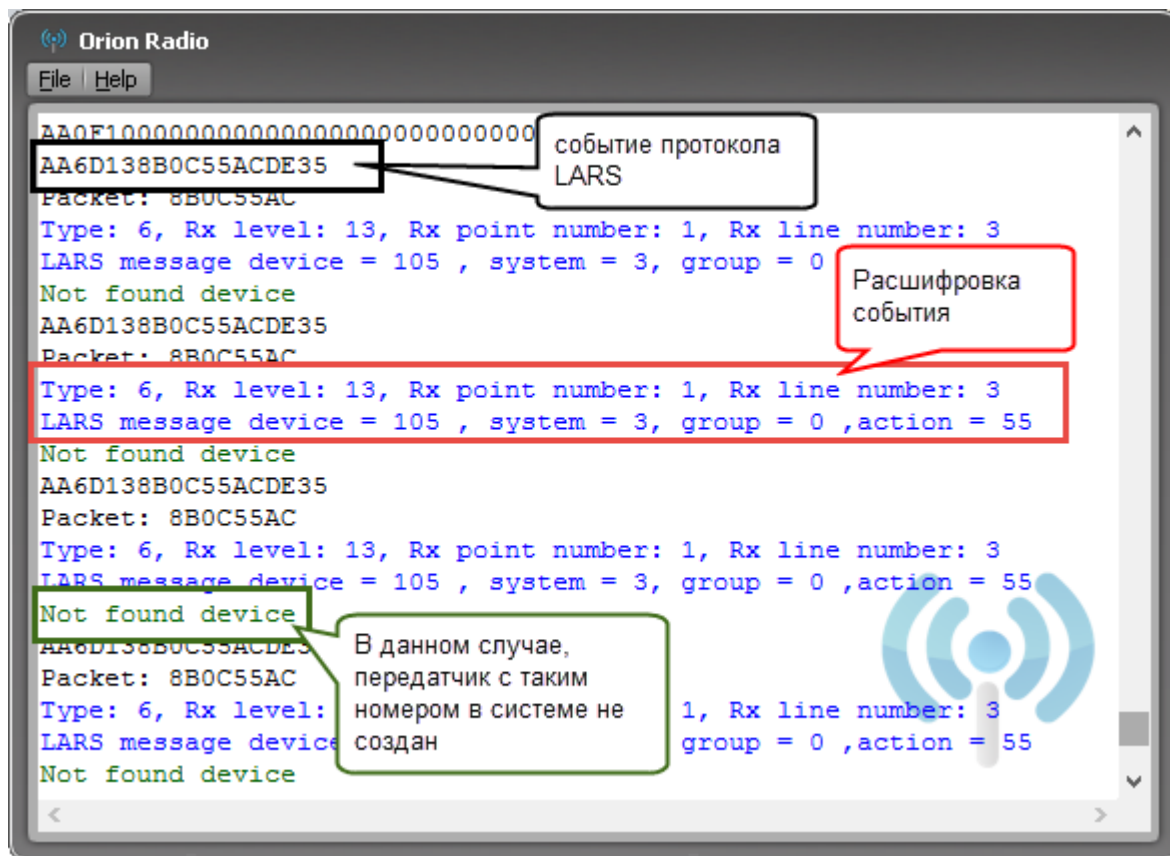 Orion Radio
File Help
AA0F1000000000000000000000000000
событие протокола
LARS
AA6D138B0C55ACDE35
Packet: 8B0C55AC
Type: 6, Rx level: 13, Rx point number: 1, Rx line number: 3
LARS message device = 105 , system = 3, group = 0
Расшифровка
события
Not found device
AA6D138B0C55ACDE35
Packet: 8B0C55AC
Type: 6, Rx level: 13, Rx point number: 1, Rx line number: 3
LARS message device = 105 , system = 3, group = 0 ,action = 55
Not found device
AA6D138B0C55ACDE35
Packet: 8B0C55AC
Type: 6, Rx level: 13, Rx point number: 1, Rx line number: 3
LARS message device = 105 , system = 3, group = 0 ,action = 55
Not found device
В данном случае,
передатчик с таким
номером в системе не
создан
AA6D138B0C55ACDE3
Packet: 8B0C55AC
Type: 6, Rx level: 1, Rx line number: 3
LARS message device group = 0 ,action = 55
Not found device